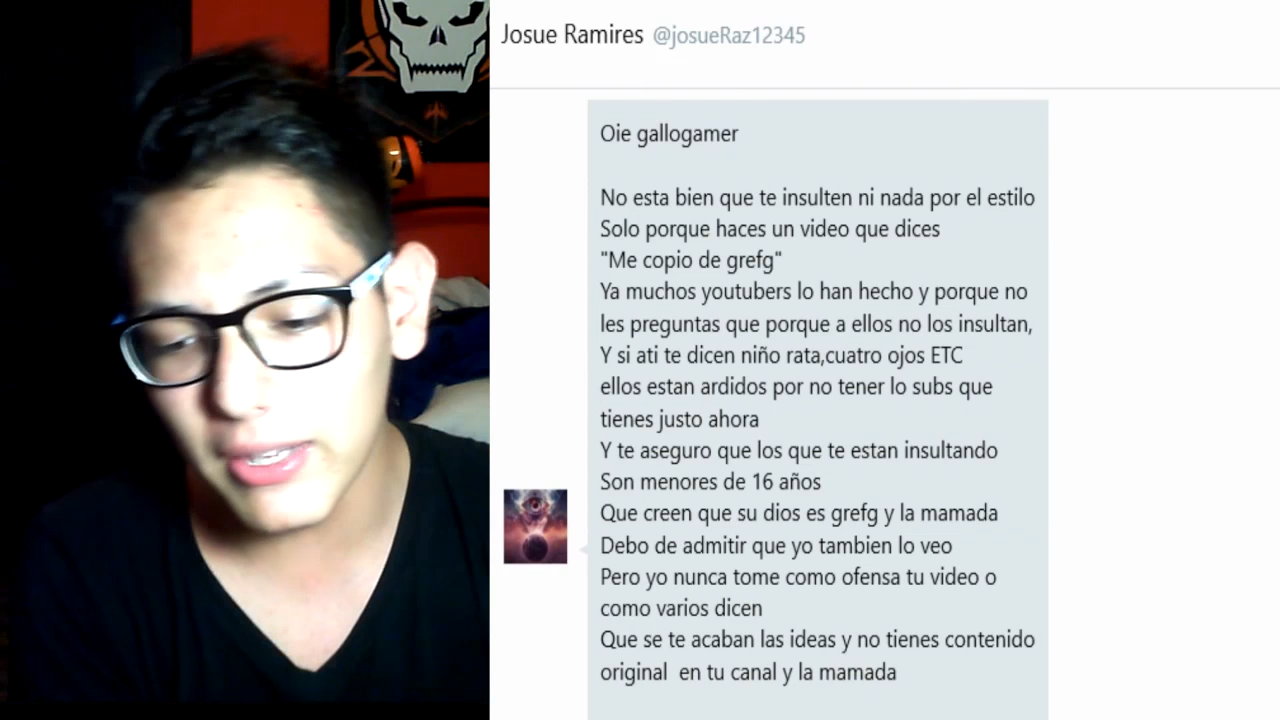 Josue Ramires @josueRaz12345
Oie gallogamer
No esta bien que te insulten ni nada por el estilo
Solo porque haces un video que dices
"Me copio de grefg"
Ya muchos youtubers lo han hecho y porque no
les preguntas que porque a ellos no los insultan,
Y si ati te dicen niño rata,cuatro ojos ETC
ellos estan ardidos por no tener lo subs que
tienes justo ahora
Y te aseguro que los que te estan insultando
Son menores de 16 años
Que creen que su dios es grefg y la mamada
Debo de admitir que yo tambien lo veo
Pero yo nunca tome como ofensa tu video o
como varios dicen
Que se te acaban las ideas y no tienes contenido
original  en tu canal y la mamada